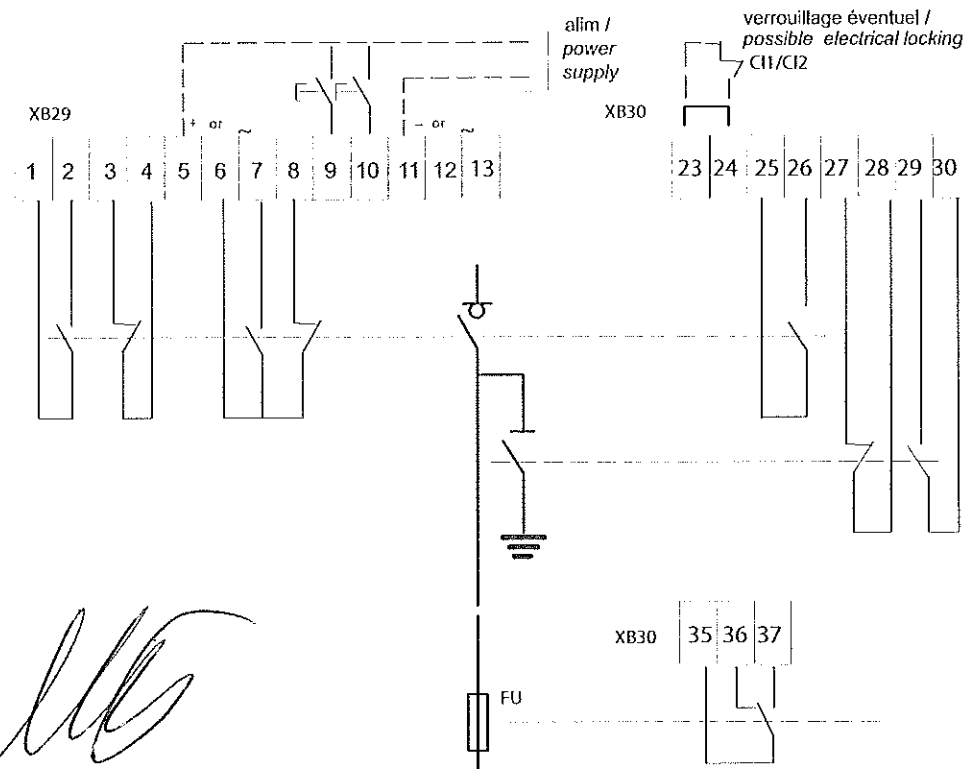 alim /
power
supply
verrouillage éventuel /
possible electrical locking
CI1/CI2
XB29
+ or ~
− or ~
XB30
1 2 3 4 5 6 7 8 9 10 11 12 13
23 24 25 26 27 28 29 30
XB30
35 36 37
FU